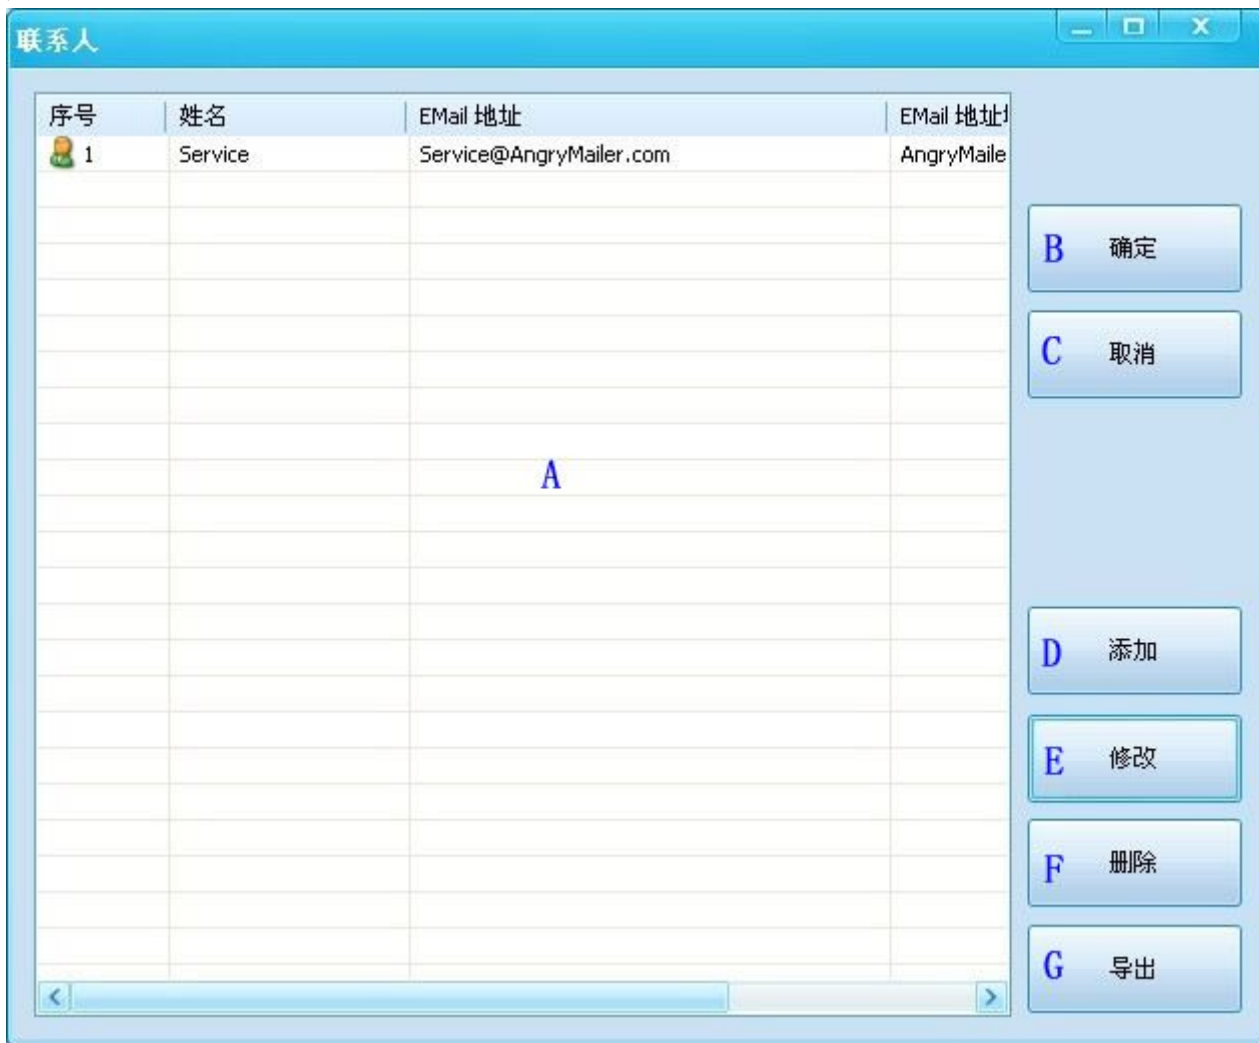 联系人
序号 姓名 EMail 地址 EMail 地址
1 Service Service@AngryMailer.com AngryMaile
B 确定
C 取消
A
D 添加
E 修改
F 删除
G 导出